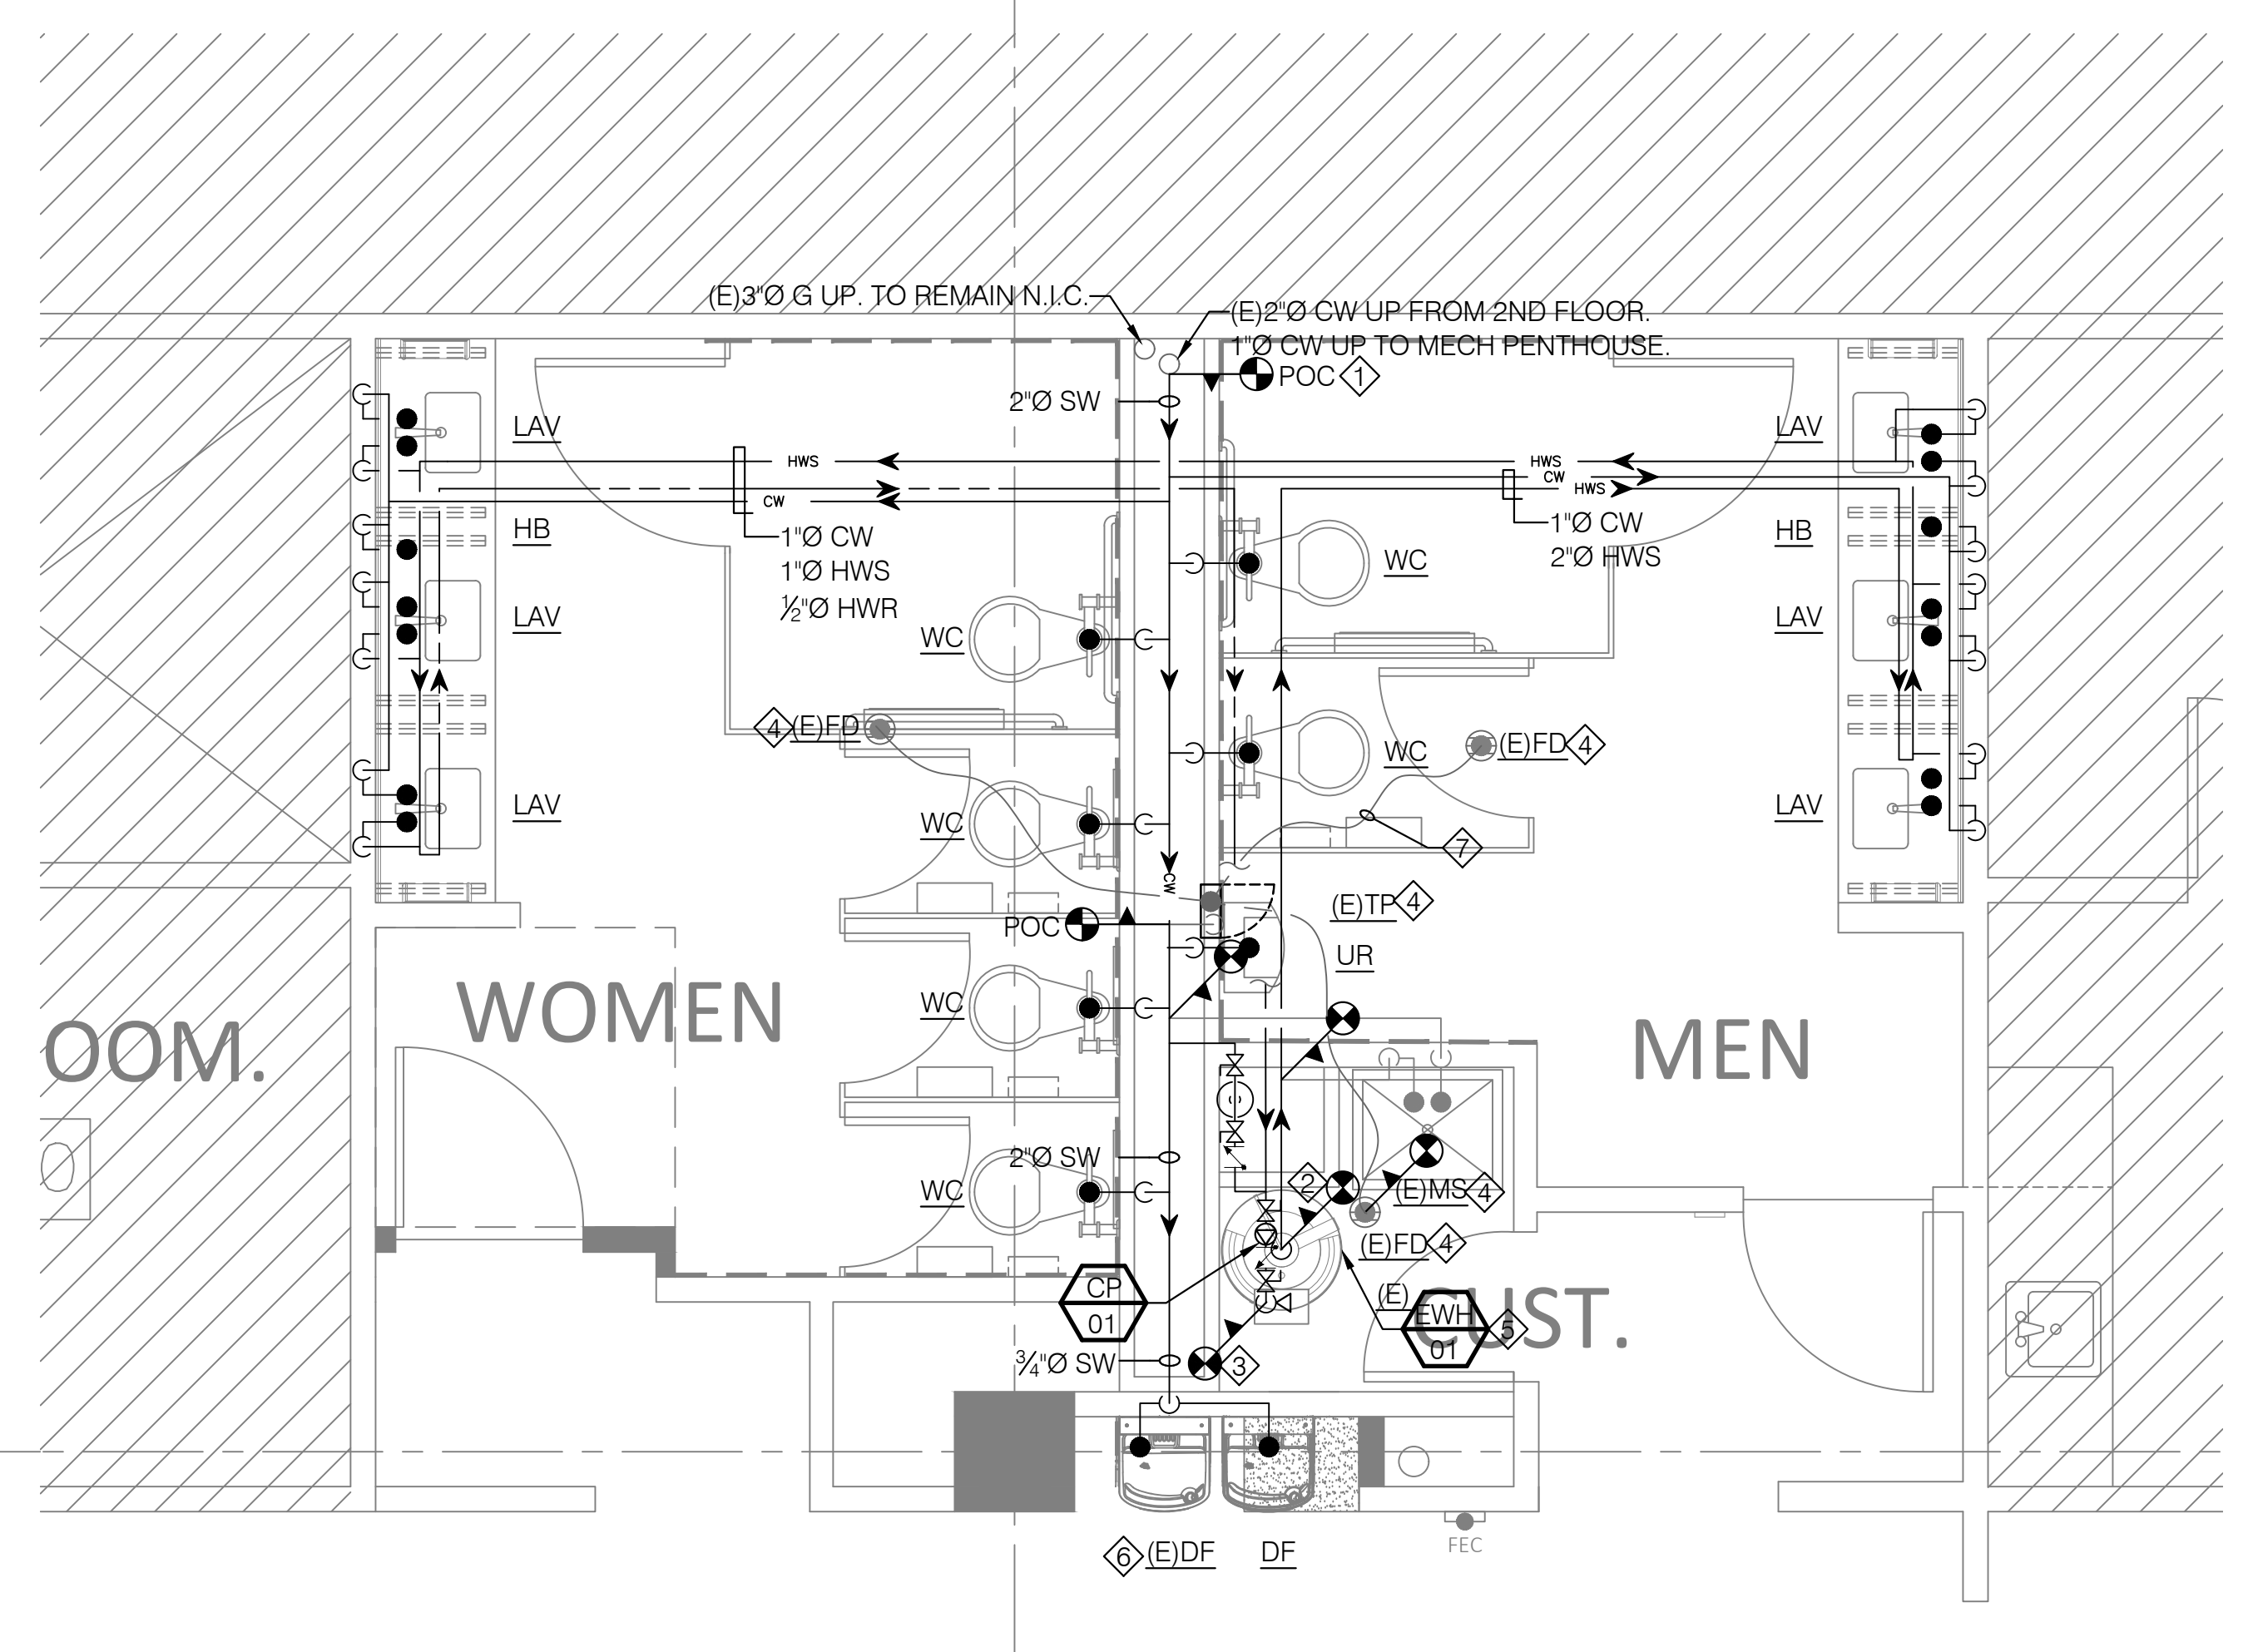 (E)3"Ø G UP. TO REMAIN N.I.C.
(E)2"Ø CW UP FROM 2ND FLOOR.
1"Ø CW UP TO MECH PENTHOUSE.
POC 1
2"Ø SW
LAV
LAV
HWS
HWS
CW
HWS
CW
1"Ø CW
1"Ø HWS
½"Ø HWR
1"Ø CW
2"Ø HWS
HB
HB
WC
LAV
WC
LAV
4 (E)FD
WC
(E)FD 4
LAV
WC
7
LAV
CW
(E)TP 4
POC
UR
WOMEN
WC
MEN
OOM.
2"Ø SW
WC
2
(E)MS 4
(E)FD 4
CP
01
(E)
EWH
01
5
CUST.
¾"Ø SW
3
6 (E)DF
DF
FEC